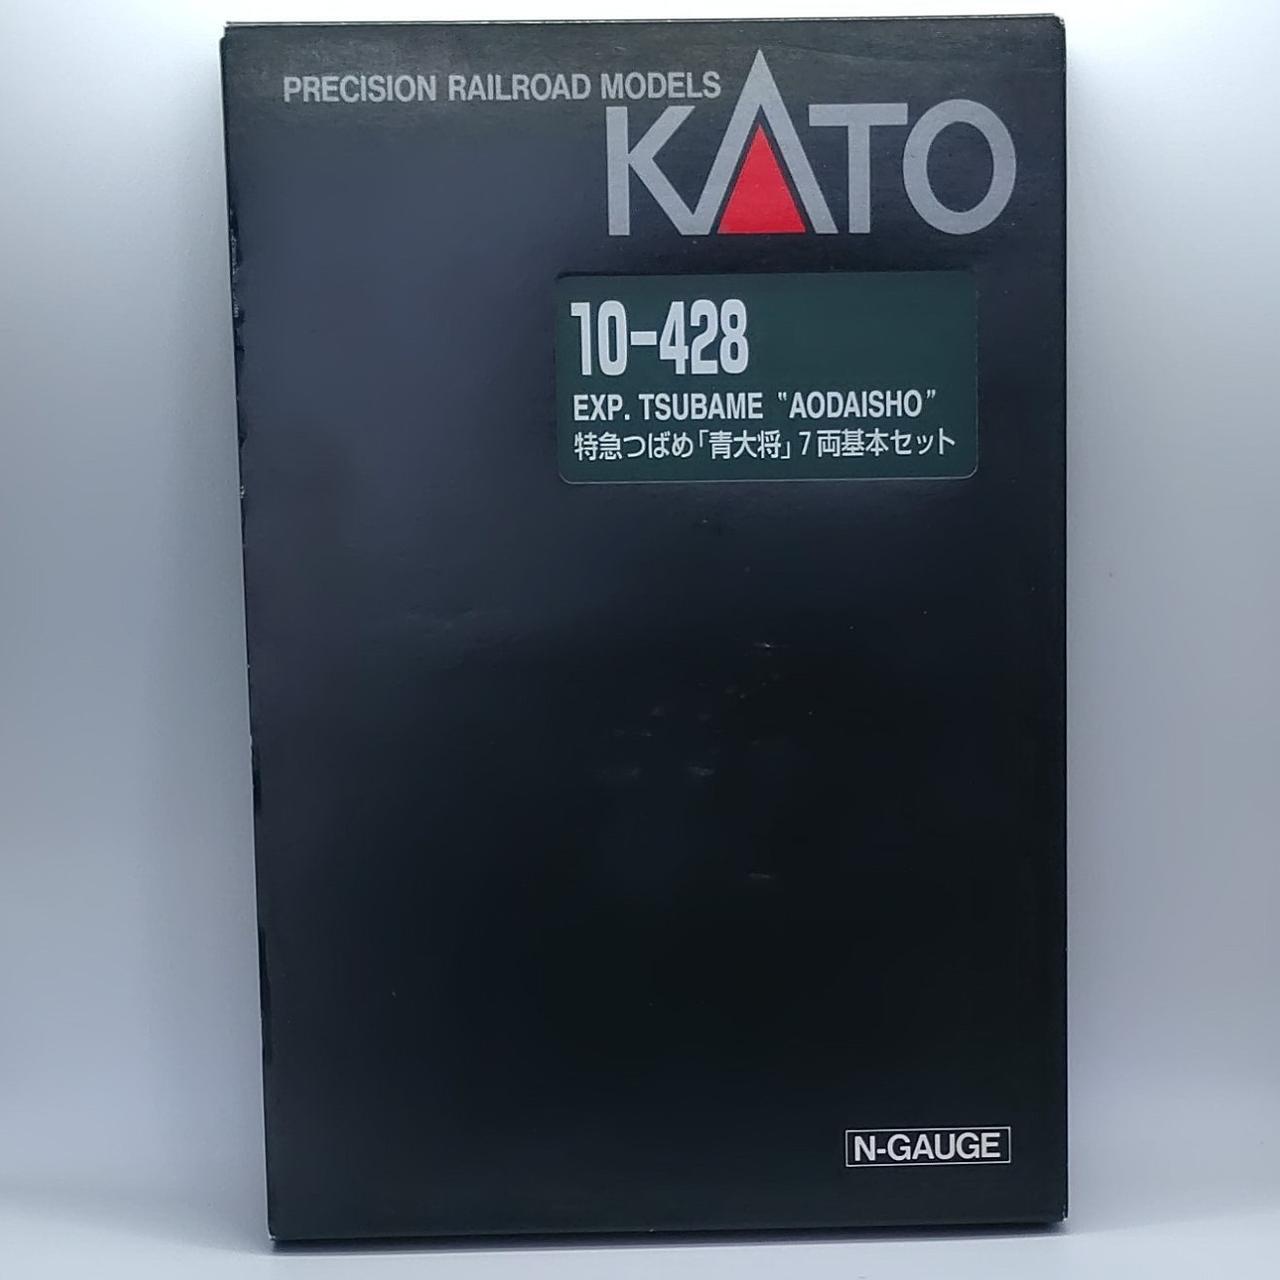 PRECISION RAILROAD MODELS
KATO
10-428
EXP. TSUBAME "AODAISHO"
特急つばめ「青大将」7両基本セット
N-GAUGE